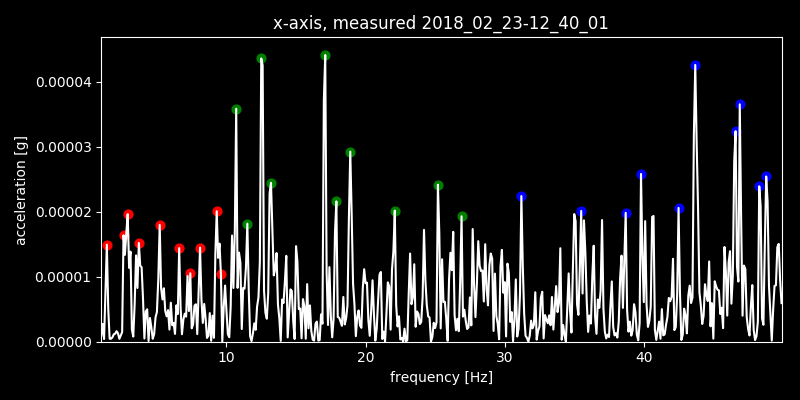 x-axis, measured 2018_02_23-12_40_01
acceleration [g]
0.00004
0.00003
0.00002
0.00001
0.00000
10 20 30 40
frequency [Hz]